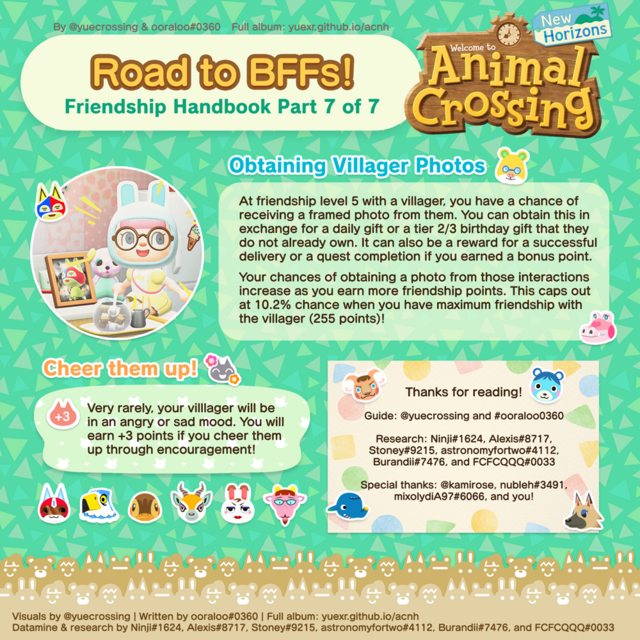 By @yuecrossing & ooraloo#0360 Full album: yuexr.github.io/acnh
Road to BFFs!
Friendship Handbook Part 7 of 7
Welcome to
Animal
Crossing
New
Horizons
Obtaining Villager Photos
At friendship level 5 with a villager, you have a chance of
receiving a framed photo from them. You can obtain this in
exchange for a daily gift or a tier 2/3 birthday gift that they
do not already own. It can also be a reward for a successful
delivery or a quest completion if you earned a bonus point.
Your chances of obtaining a photo from those interactions
increase as you earn more friendship points. This caps out
at 10.2% chance when you have maximum friendship with
the villager (255 points)!
Cheer them up!
+3
Very rarely, your villlager will be
in an angry or sad mood. You will
earn +3 points if you cheer them
up through encouragement!
Thanks for reading!
Guide: @yuecrossing and #ooraloo0360
Research: Ninji#1624, Alexis#8717,
Stoney#9215, astronomyfortwo#4112,
Burandii#7476, and FCFCQQQ#0033
Special thanks: @kamirose, nubleh#3491,
mixolydiA97#6066, and you!
Visuals by @yuecrossing | Written by ooraloo#0360 | Full album: yuexr.github.io/acnh
Datamine & research by Ninji#1624, Alexis#8717, Stoney#9215, astronomyfortwo#4112, Burandii#7476, and FCFCQQQ#0033